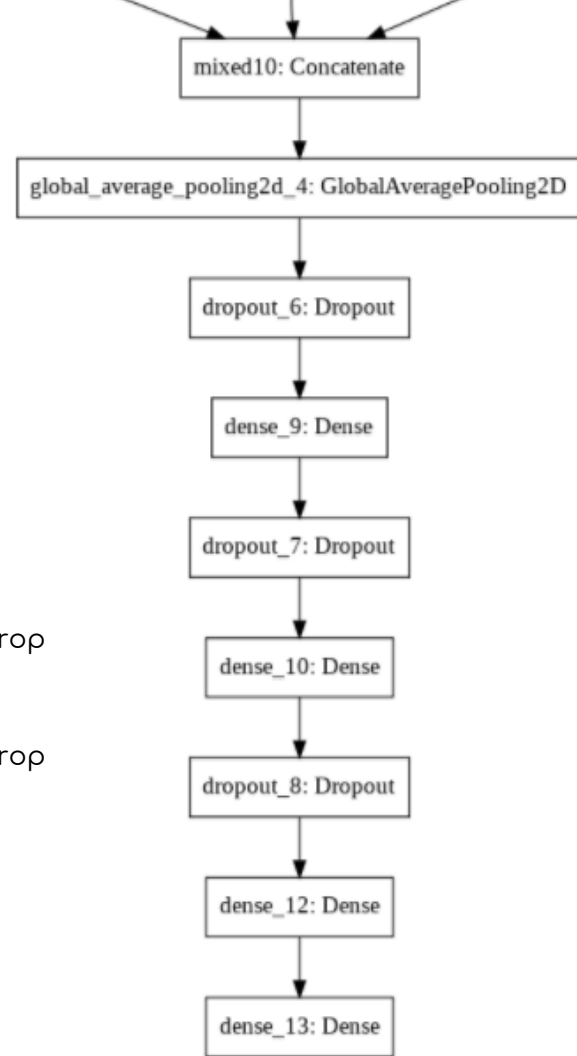 mixed10: Concatenate
global_average_pooling2d_4: GlobalAveragePooling2D
dropout_6: Dropout
dense_9: Dense
dropout_7: Dropout
rop
dense_10: Dense
rop
dropout_8: Dropout
dense_12: Dense
dense_13: Dense